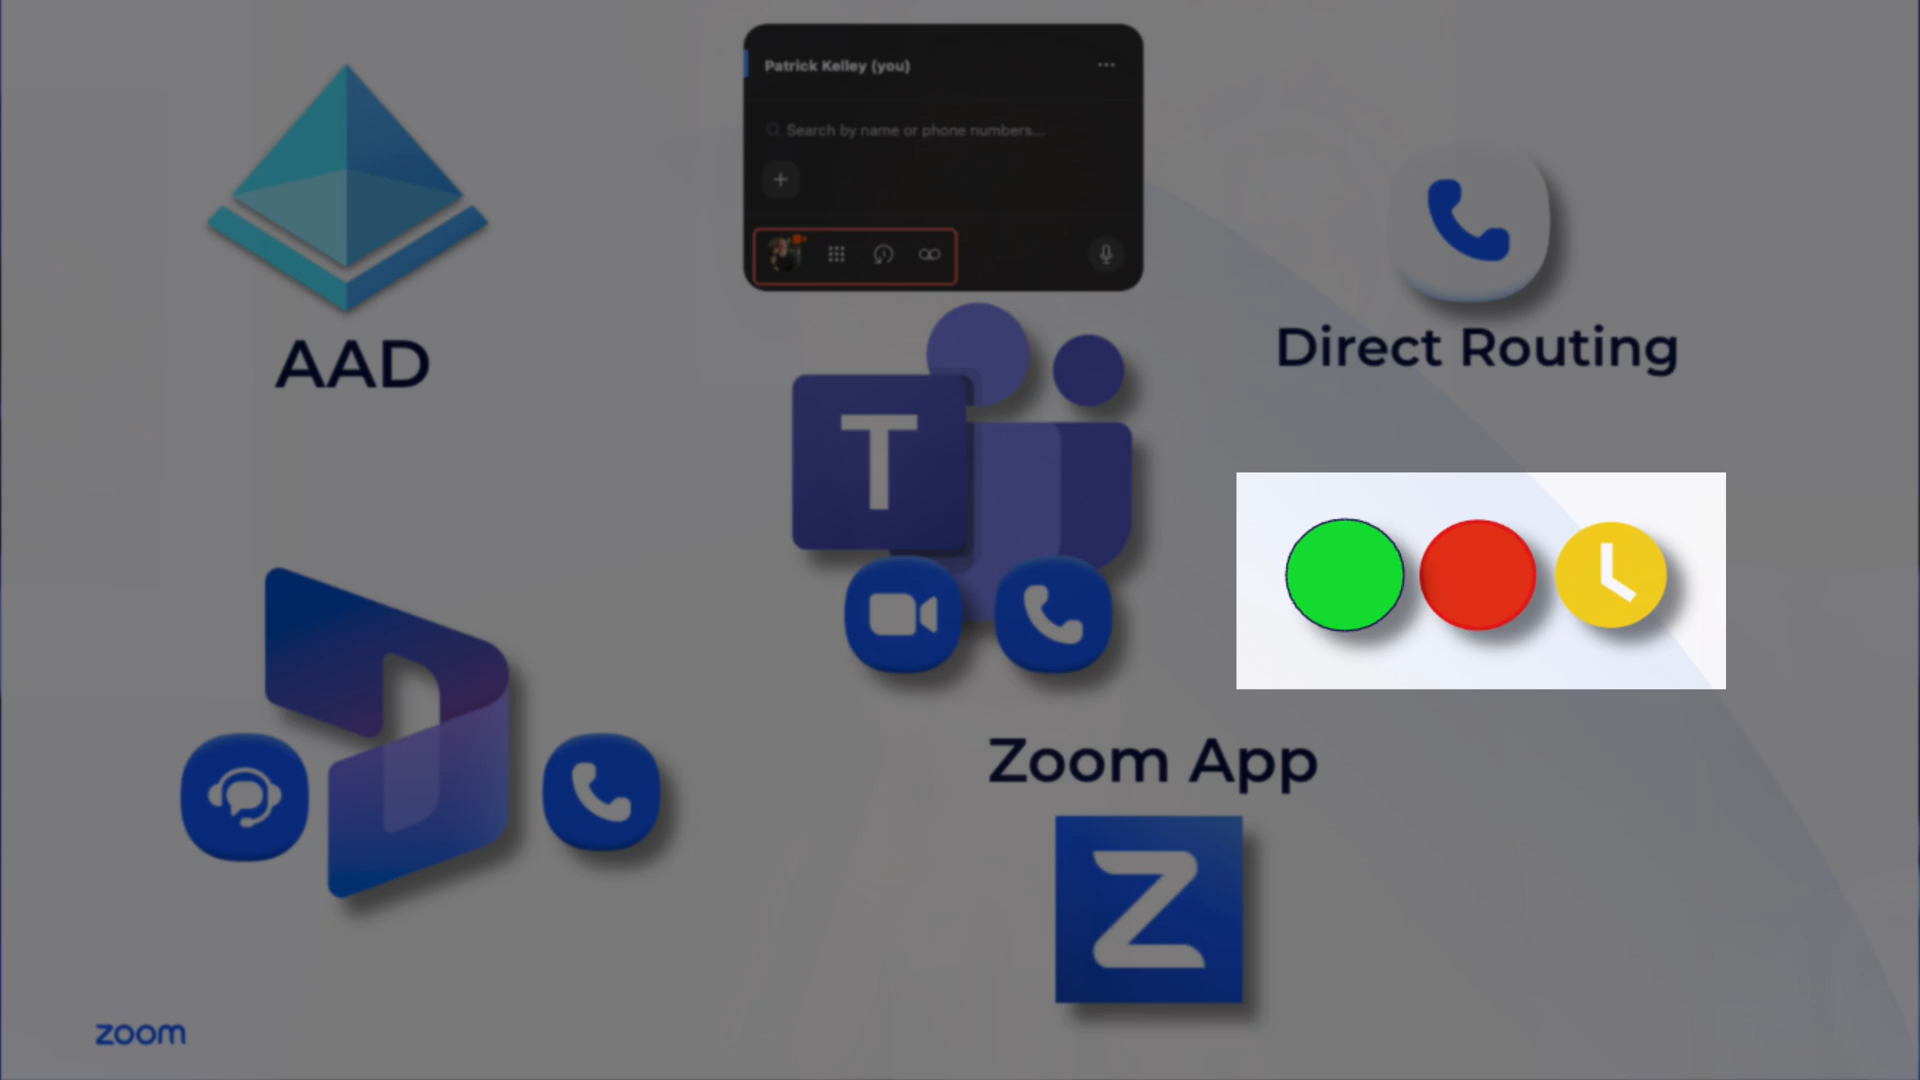 Patrick Kelley (you)
Search by name or phone numbers...
AAD
Direct Routing
T
Zoom App
Z
zoom